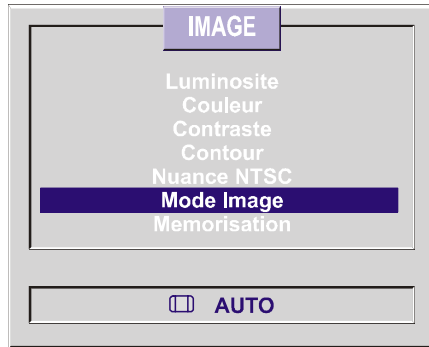 IMAGE
Luminosite
Couleur
Contraste
Contour
Nuance NTSC
Mode Image
Memorisation
AUTO